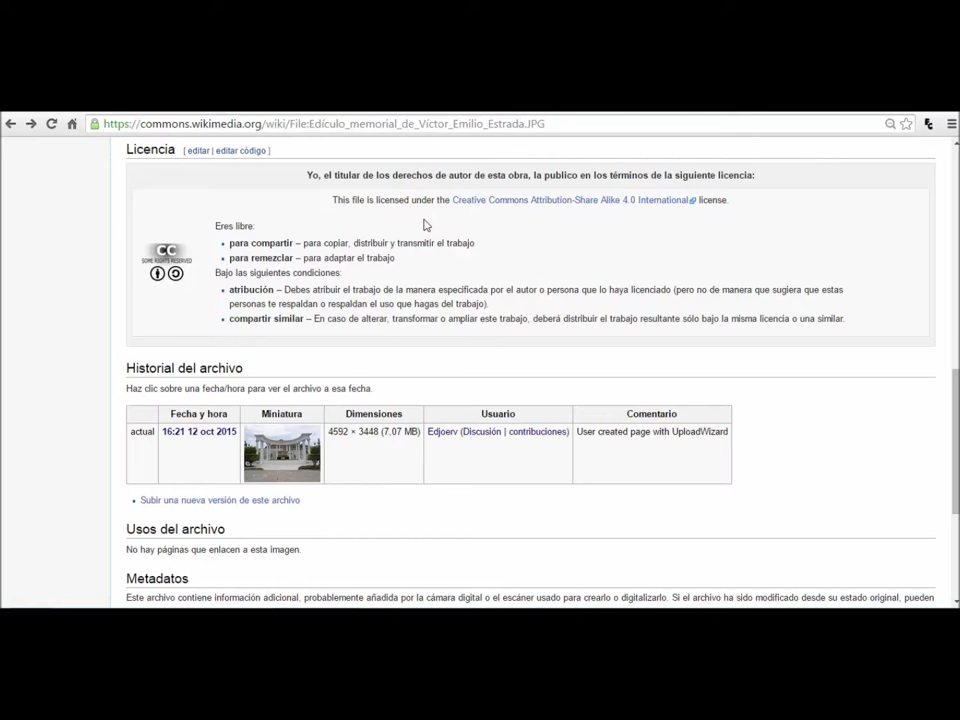 https://commons.wikimedia.org/wiki/File:Edículo_memorial_de_Víctor_Emilio_Estrada.JPG
Licencia [ editar | editar código ]
Yo, el titular de los derechos de autor de esta obra, la publico en los términos de la siguiente licencia:
This file is licensed under the Creative Commons Attribution-Share Alike 4.0 International license.
Eres libre:
para compartir – para copiar, distribuir y transmitir el trabajo
cc
SOME RIGHTS RESERVED
para remezclar – para adaptar el trabajo
Bajo las siguientes condiciones:
atribución – Debes atribuir el trabajo de la manera especificada por el autor o persona que lo haya licenciado (pero no de manera que sugiera que estas
personas te respaldan o respaldan el uso que hagas del trabajo).
compartir similar – En caso de alterar, transformar o ampliar este trabajo, deberá distribuir el trabajo resultante sólo bajo la misma licencia o una similar.
Historial del archivo
Haz clic sobre una fecha/hora para ver el archivo a esa fecha.
Fecha y hora Miniatura Dimensiones Usuario Comentario
actual 16:21 12 oct 2015 4592 × 3448 (7,07 MB) Edjoerv (Discusión | contribuciones) User created page with UploadWizard
Subir una nueva versión de este archivo
Usos del archivo
No hay páginas que enlacen a esta imagen.
Metadatos
Este archivo contiene información adicional, probablemente añadida por la cámara digital o el escáner usado para crearlo o digitalizarlo. Si el archivo ha sido modificado desde su estado original, pueden